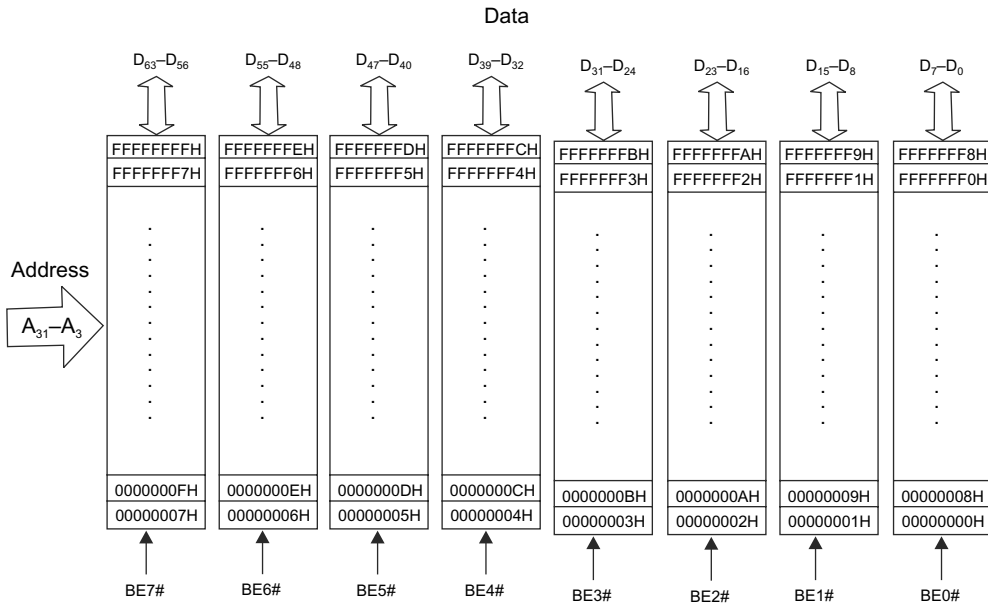 Data
D₆₃–D₅₆ D₅₅–D₄₈ D₄₇–D₄₀ D₃₉–D₃₂ D₃₁–D₂₄ D₂₃–D₁₆ D₁₅–D₈ D₇–D₀
FFFFFFFFH FFFFFFFEH FFFFFFFDH FFFFFFFCH FFFFFFFBH FFFFFFFAH FFFFFFF9H FFFFFFF8H
FFFFFFF7H FFFFFFF6H FFFFFFF5H FFFFFFF4H FFFFFFF3H FFFFFFF2H FFFFFFF1H FFFFFFF0H
Address
A₃₁–A₃
0000000FH 0000000EH 0000000DH 0000000CH 0000000BH 0000000AH 00000009H 00000008H
00000007H 00000006H 00000005H 00000004H 00000003H 00000002H 00000001H 00000000H
BE7# BE6# BE5# BE4# BE3# BE2# BE1# BE0#